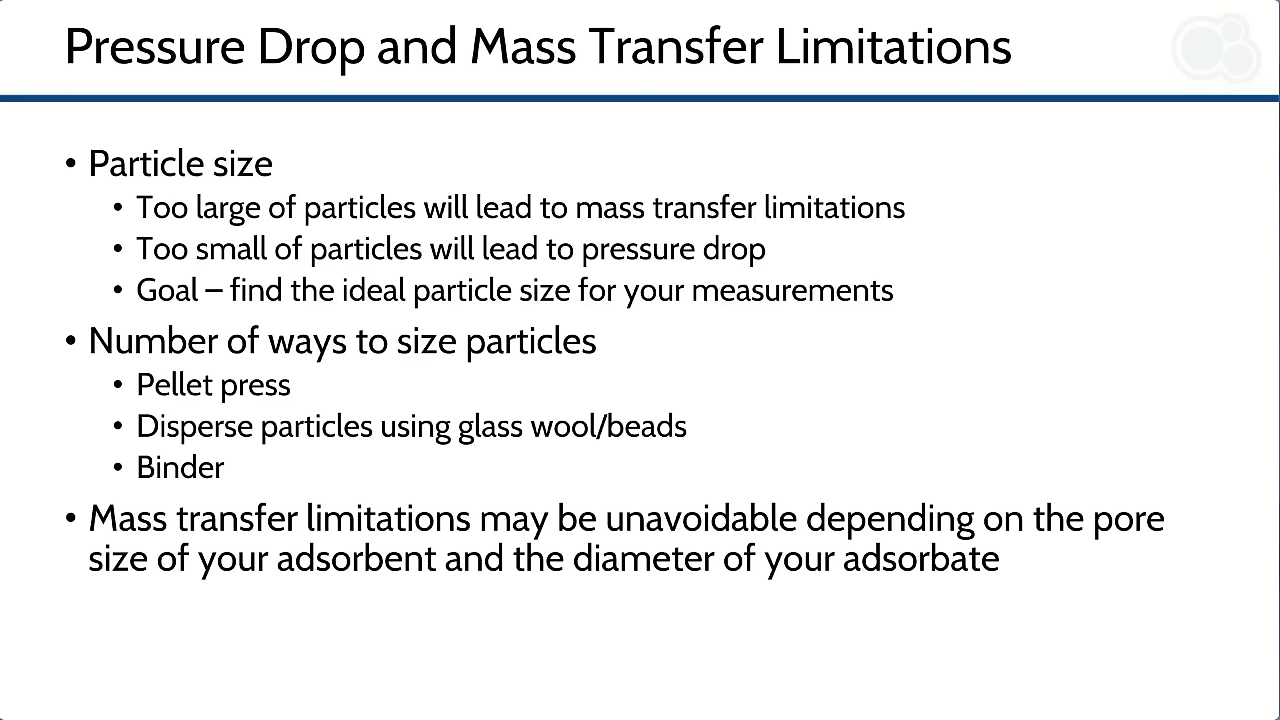 Pressure Drop and Mass Transfer Limitations
• Particle size
• Too large of particles will lead to mass transfer limitations
• Too small of particles will lead to pressure drop
• Goal – find the ideal particle size for your measurements
• Number of ways to size particles
• Pellet press
• Disperse particles using glass wool/beads
• Binder
• Mass transfer limitations may be unavoidable depending on the pore
size of your adsorbent and the diameter of your adsorbate